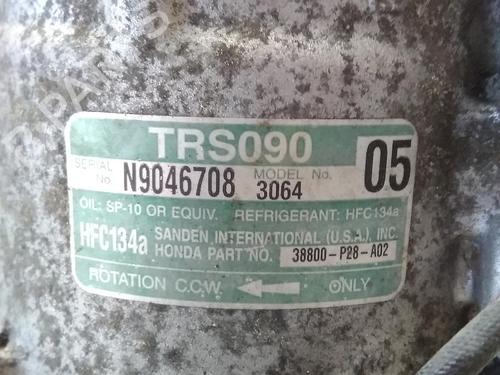 TRS090
05
SERIAL No. N9046708 MODEL No. 3064
OIL: SP-10 OR EQUIV. REFRIGERANT: HFC134a
HFC134a SANDEN INTERNATIONAL (U.S.A.), INC.
HONDA PART NO. 38800-P28-A02
ROTATION C.C.W. ONLY